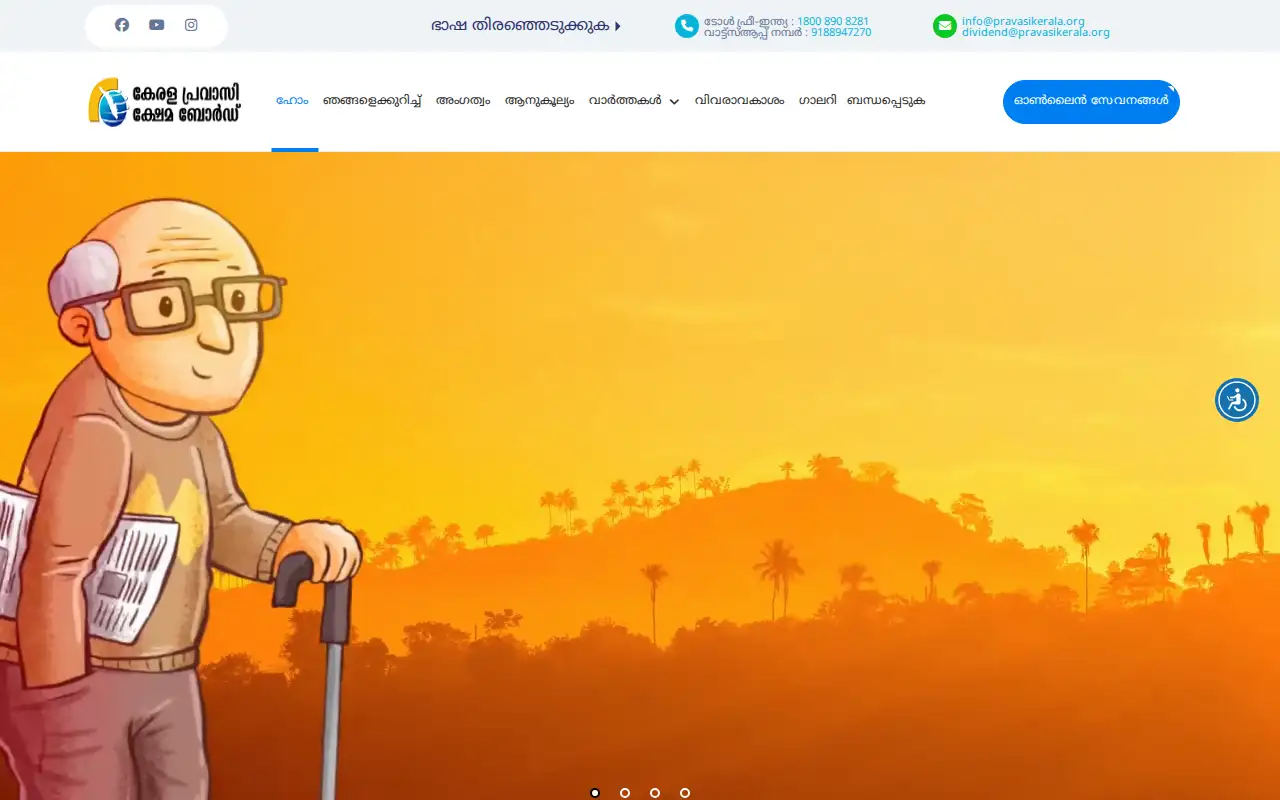 ഭാഷ തിരഞ്ഞെടുക്കുക
ടോൾ ഫ്രീ-ഇന്ത്യ : 1800 890 8281
വാട്ട്സ്ആപ്പ് നമ്പർ : 9188947270
info@pravasikerala.org
dividend@pravasikerala.org
കേരള പ്രവാസി
ക്ഷേമ ബോർഡ്
ഹോം ഞങ്ങളെക്കുറിച്ച് അംഗത്വം ആനുകൂല്യം വാർത്തകൾ വിവരാവകാശം ഗാലറി ബന്ധപ്പെടുക
ഓൺലൈൻ സേവനങ്ങൾ